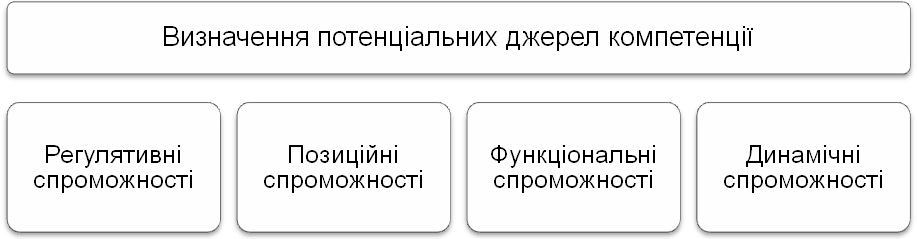 Визначення потенціальних джерел компетенції
Регулятивні
спроможності
Позиційні
спроможності
Функціональні
спроможності
Динамічні
спроможності